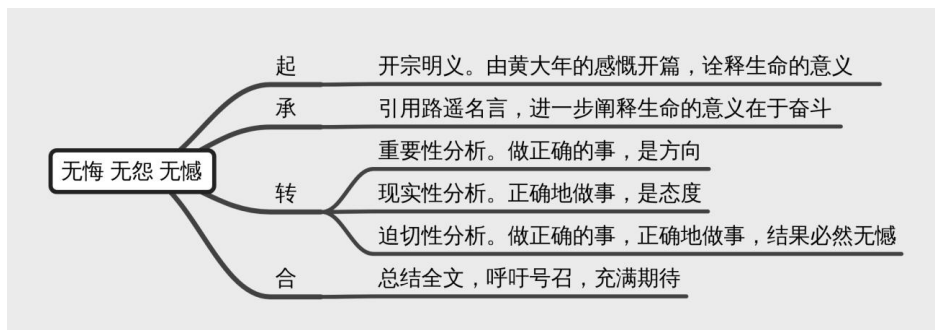 无悔 无怨 无憾
起
开宗明义。由黄大年的感慨开篇，诠释生命的意义
承
引用路遥名言，进一步阐释生命的意义在于奋斗
转
重要性分析。做正确的事，是方向
现实性分析。正确地做事，是态度
迫切性分析。做正确的事，正确地做事，结果必然无憾
合
总结全文，呼吁号召，充满期待